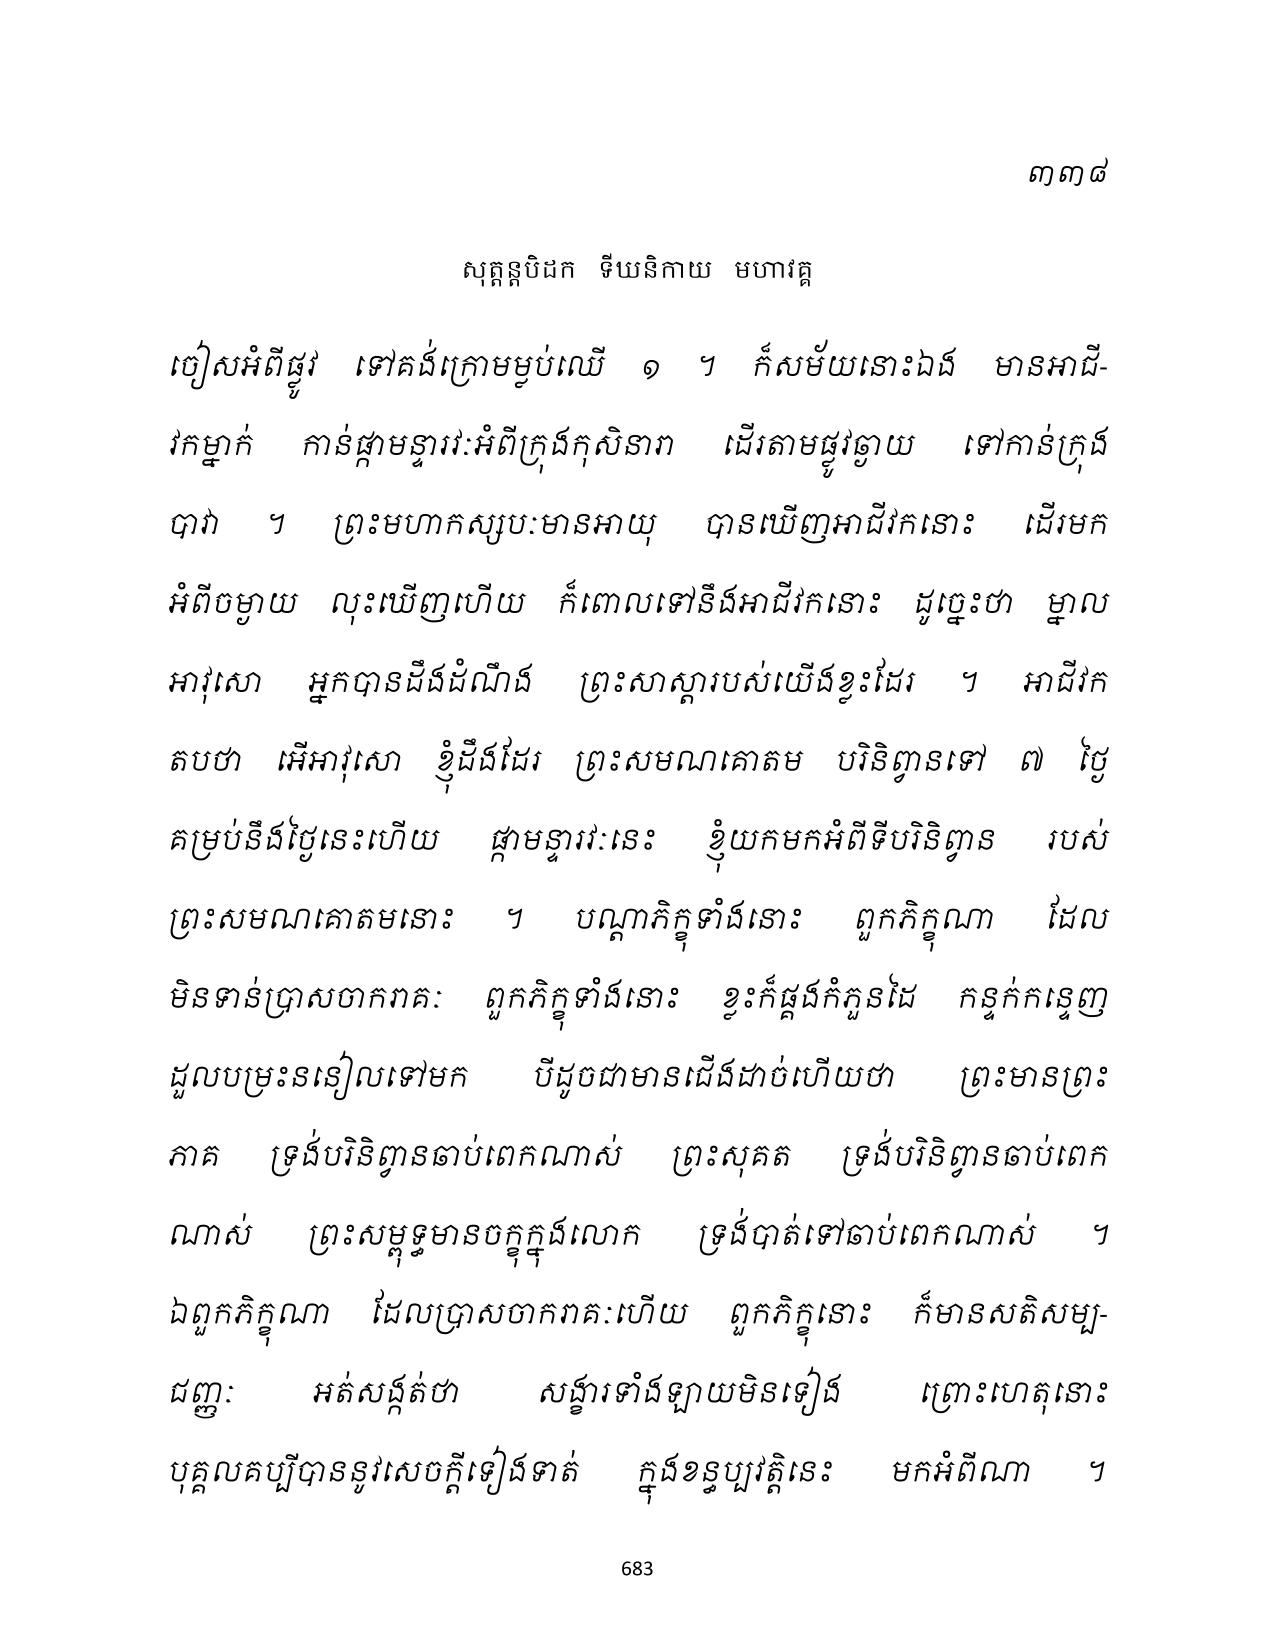 ៣៣៨
សុត្តន្តបិដក ទីឃនិកាយ មហាវគ្គ
ចៀសអំពីផ្លូវ ទៅគង់ក្រោមម្លប់ឈើ ១ ។ ក៏សម័យនោះឯង មានអាជី-
វកម្នាក់ កាន់ផ្កាមន្ទារវៈអំពីក្រុងកុសិនារា ដើរតាមផ្លូវឆ្ងាយ ទៅកាន់ក្រុង
បាវា ។ ព្រះមហាកស្សបៈមានអាយុ បានឃើញអាជីវកនោះ ដើរមក
អំពីចម្ងាយ លុះឃើញហើយ ក៏ពោលទៅនឹងអាជីវកនោះ ដូច្នេះថា ម្នាល
អាវុសោ អ្នកបានដឹងដំណឹង ព្រះសាស្តារបស់យើងខ្លះដែរ ។ អាជីវក
តបថា អើអាវុសោ ខ្ញុំដឹងដែរ ព្រះសមណគោតម បរិនិព្វានទៅ ៧ ថ្ងៃ
គម្រប់នឹងថ្ងៃនេះហើយ ផ្កាមន្ទារវៈនេះ ខ្ញុំយកមកអំពីទីបរិនិព្វាន របស់
ព្រះសមណគោតមនោះ ។ បណ្តាភិក្ខុទាំងនោះ ពួកភិក្ខុណា ដែល
មិនទាន់ប្រាសចាករាគៈ ពួកភិក្ខុទាំងនោះ ខ្លះក៏ផ្គងកំភួនដៃ កន្ទក់កន្ទេញ
ដួលបម្រះននៀលទៅមក បីដូចជាមានជើងដាច់ហើយថា ព្រះមានព្រះ
ភាគ ទ្រង់បរិនិព្វានឆាប់ពេកណាស់ ព្រះសុគត ទ្រង់បរិនិព្វានឆាប់ពេក
ណាស់ ព្រះសម្ពុទ្ធមានចក្ខុក្នុងលោក ទ្រង់បាត់ទៅឆាប់ពេកណាស់ ។
ឯពួកភិក្ខុណា ដែលប្រាសចាករាគៈហើយ ពួកភិក្ខុនោះ ក៏មានសតិសម្ប-
ជញ្ញៈ អត់សង្កត់ថា សង្ខារទាំងឡាយមិនទៀង ព្រោះហេតុនោះ
បុគ្គលគប្បីបាននូវសេចក្តីទៀងទាត់ ក្នុងខន្ធប្បវត្តិនេះ មកអំពីណា ។
683